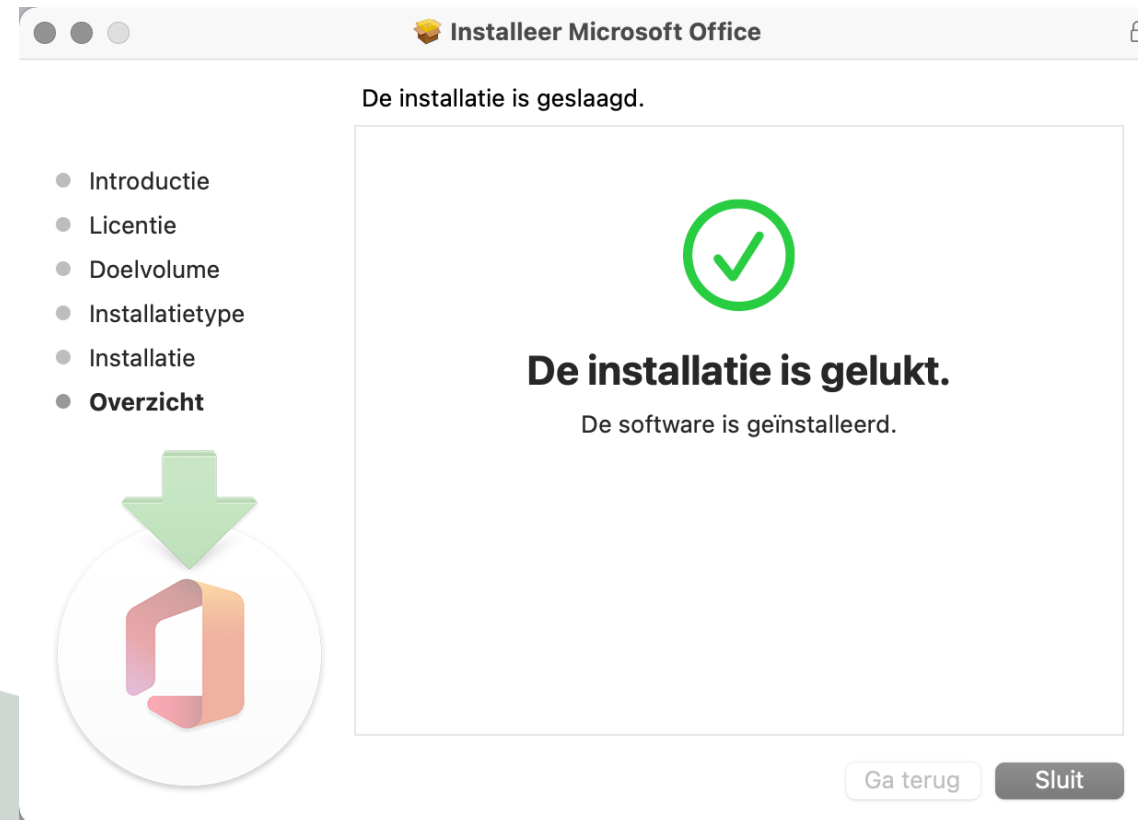 Installeer Microsoft Office
De installatie is geslaagd.
Introductie
Licentie
Doelvolume
Installatietype
Installatie
Overzicht
De installatie is gelukt.
De software is geïnstalleerd.
Ga terug
Sluit